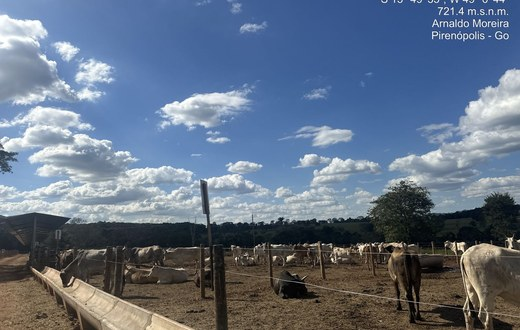 721.4 m.s.n.m.
Arnaldo Moreira
Pirenópolis - Go